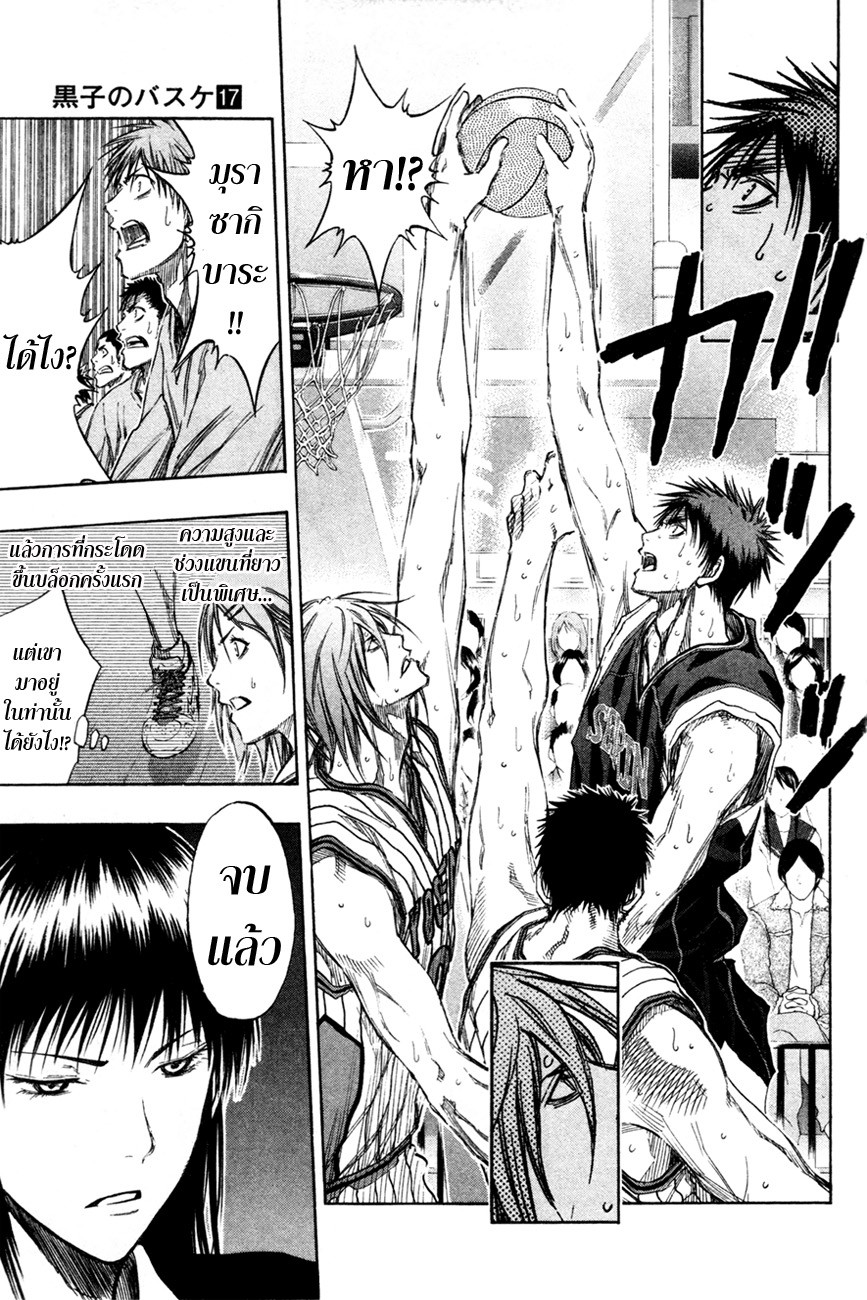 黒子のバスケ17
หา!?
ガガ
SEIRIN
มุรา
ซากิ
บาระ
!!
ได้ไง?
ความสูงและ
ช่วงแขนที่ยาว
เป็นพิเศษ...
แล้วการที่กระโดด
ขึ้นบล็อกครั้งแรก
แต่เขา
มาอยู่
ในท่านั้น
ได้ยังไง!?
จบ
แล้ว